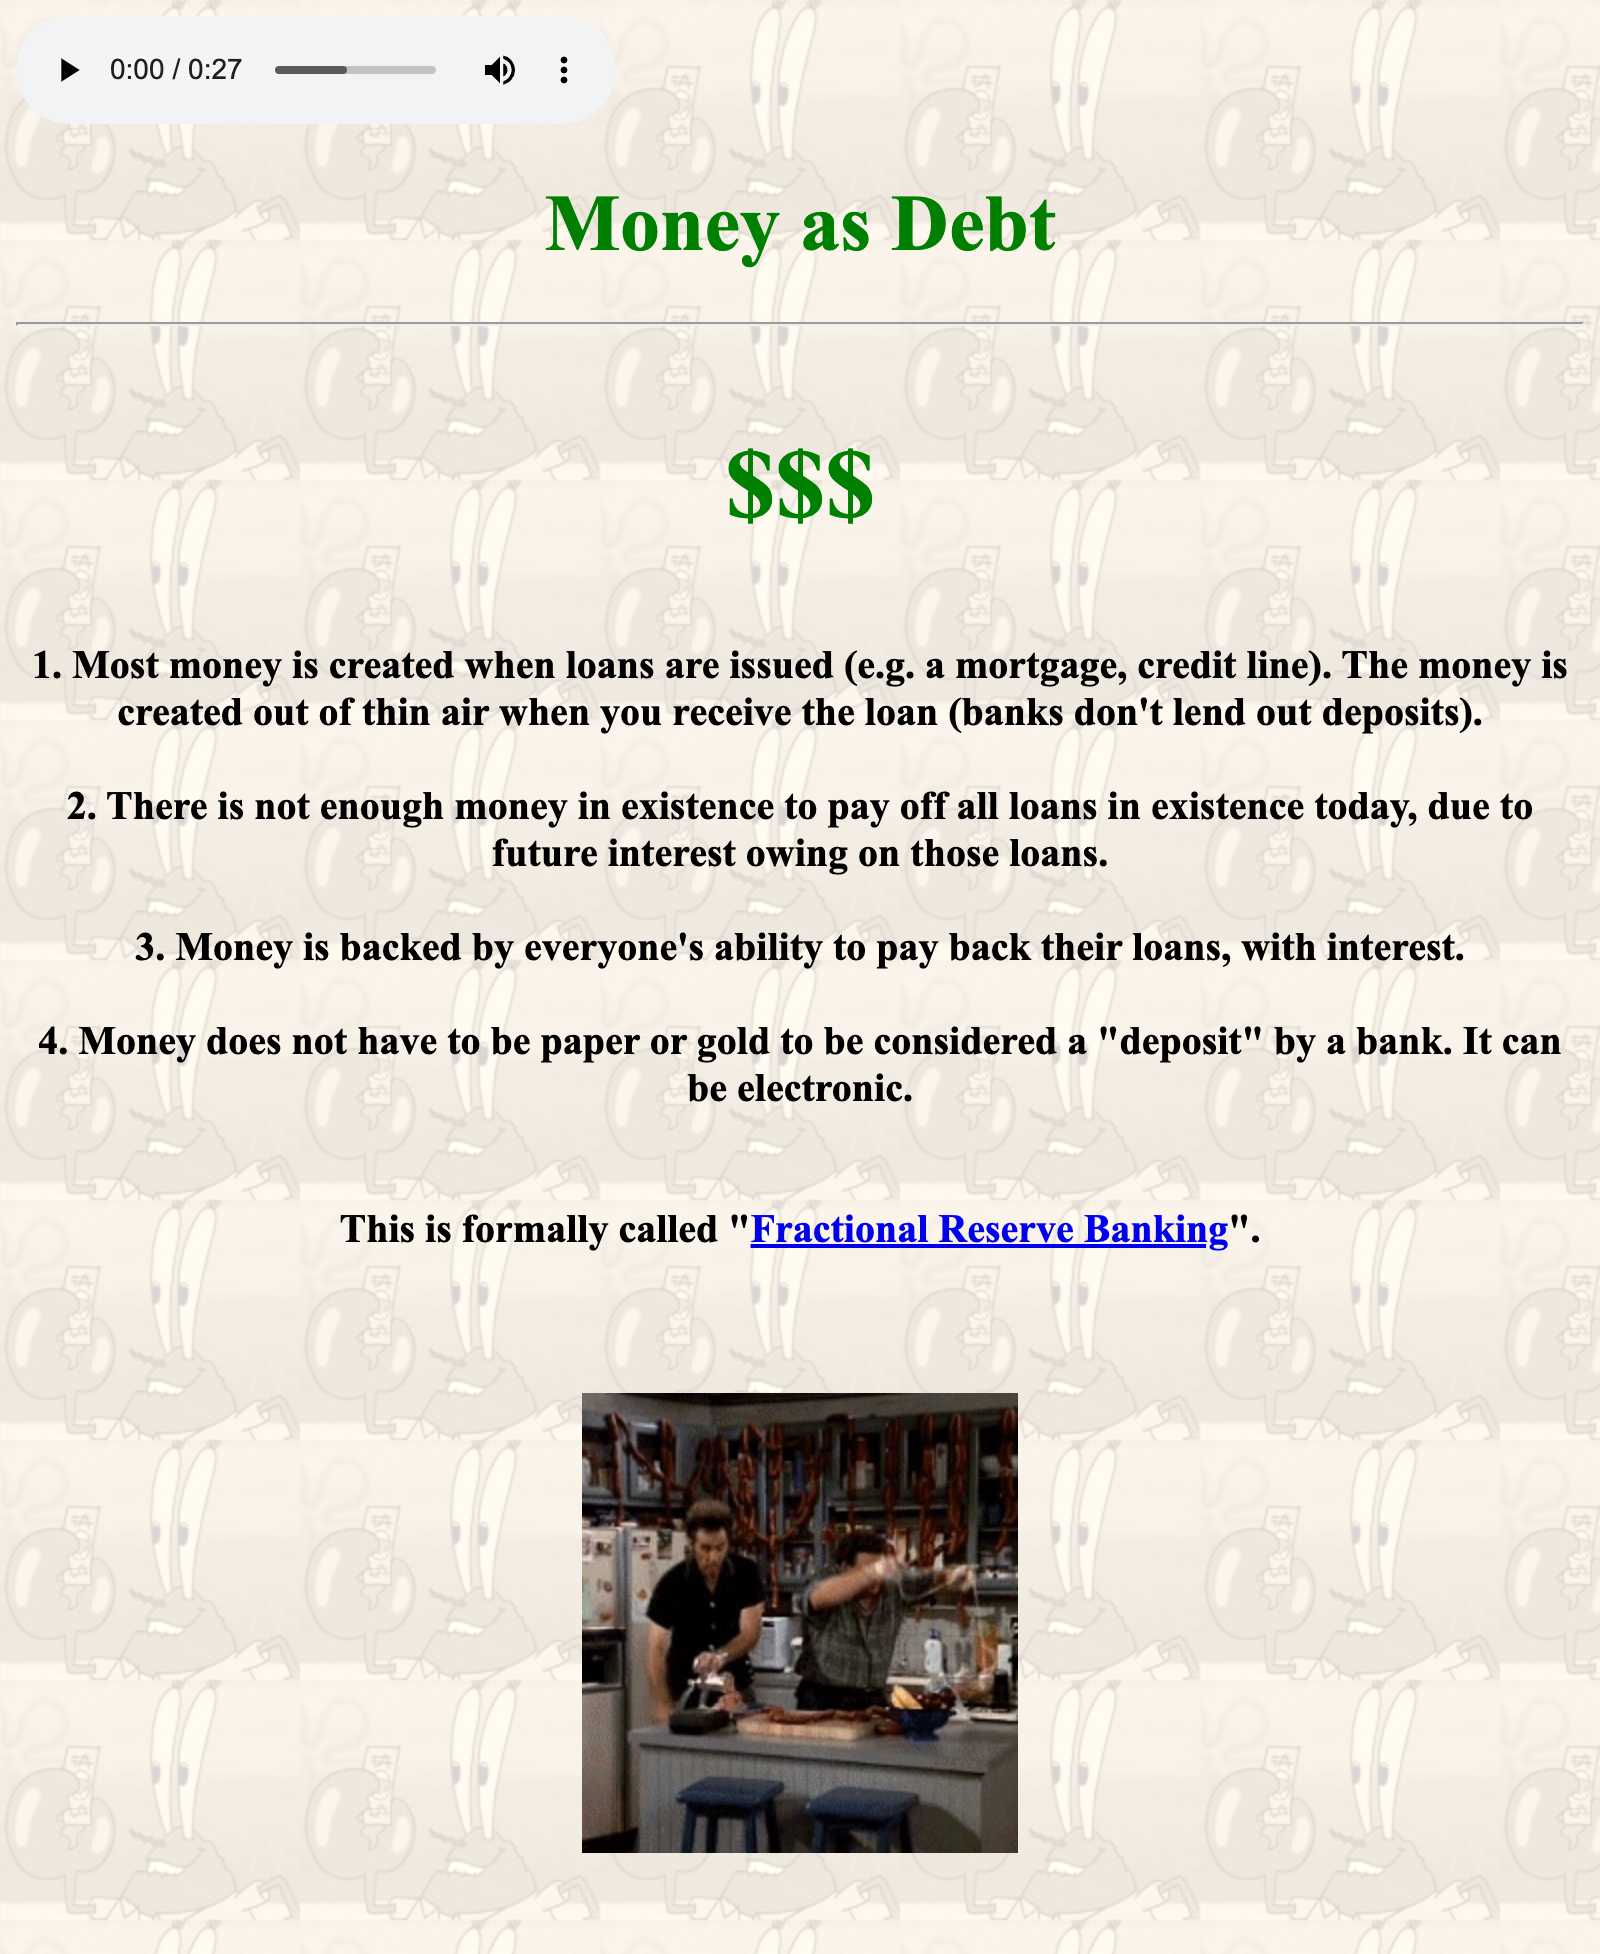 0:00 / 0:27
Money as Debt
$$$
1. Most money is created when loans are issued (e.g. a mortgage, credit line). The money is
created out of thin air when you receive the loan (banks don't lend out deposits).
2. There is not enough money in existence to pay off all loans in existence today, due to
future interest owing on those loans.
3. Money is backed by everyone's ability to pay back their loans, with interest.
4. Money does not have to be paper or gold to be considered a "deposit" by a bank. It can
be electronic.
This is formally called "Fractional Reserve Banking".